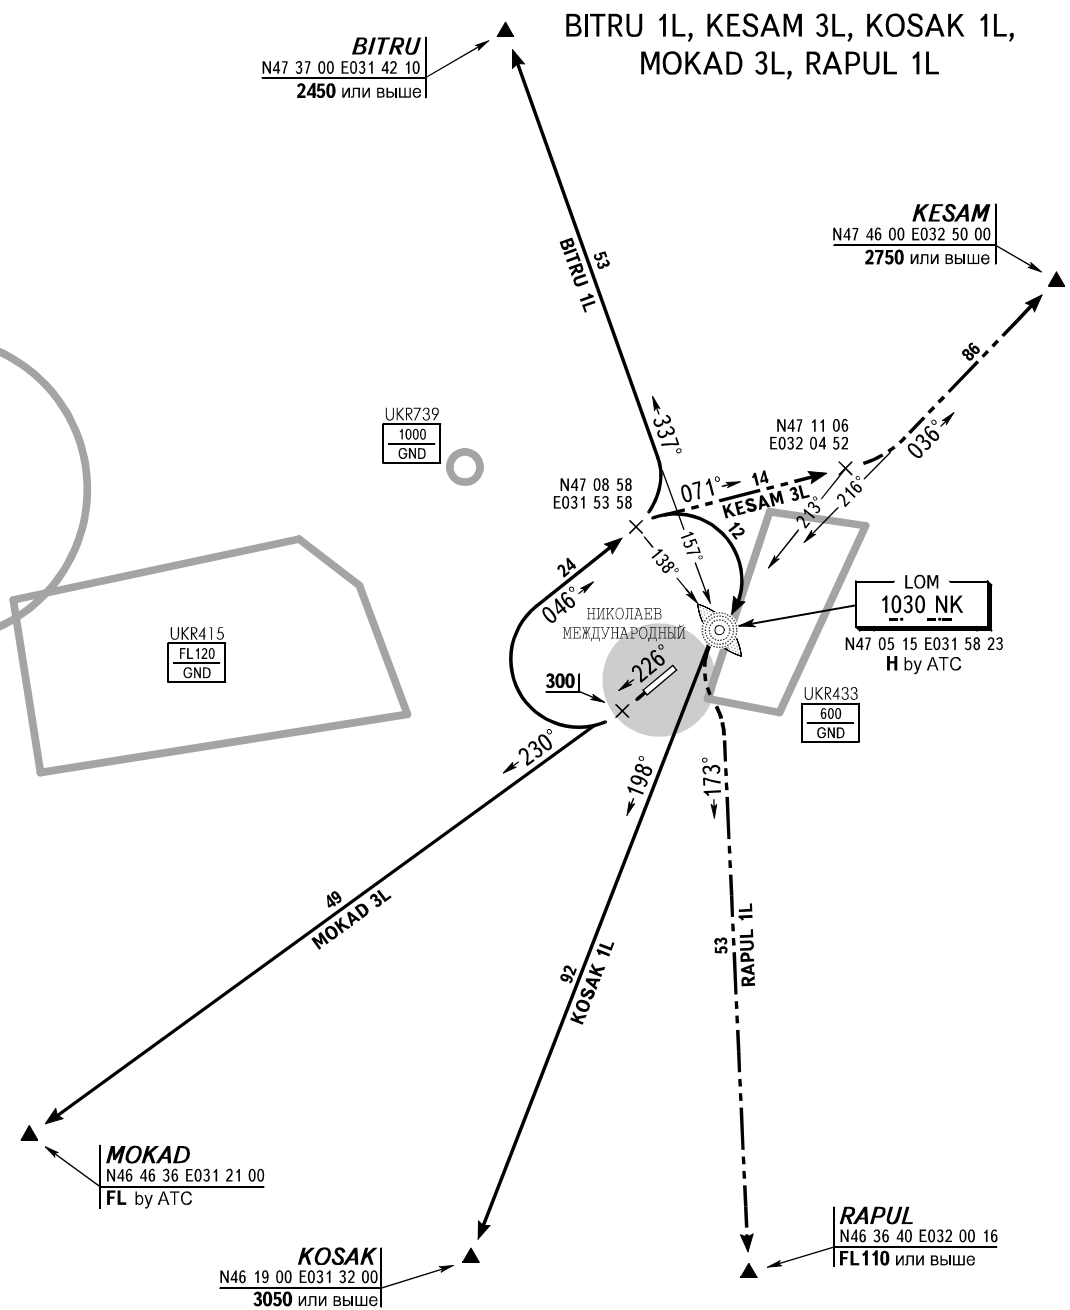 BITRU 1L, KESAM 3L, KOSAK 1L,
MOKAD 3L, RAPUL 1L
BITRU
N47 37 00 E031 42 10
2450 или выше
KESAM
N47 46 00 E032 50 00
2750 или выше
53
BITRU 1L
86
UKR739
1000
GND
337°
N47 11 06
E032 04 52
036°
N47 08 58
E031 53 58
071°
14
KESAM 3L
213°
216°
12
157°
138°
24
046°
НИКОЛАЕВ
МЕЖДУНАРОДНЫЙ
LOM
1030 NK
N47 05 15 E031 58 23
H by ATC
UKR415
FL120
GND
226°
300
UKR433
600
GND
230°
198°
173°
49
MOKAD 3L
92
KOSAK 1L
53
RAPUL 1L
MOKAD
N46 46 36 E031 21 00
FL by ATC
KOSAK
N46 19 00 E031 32 00
3050 или выше
RAPUL
N46 36 40 E032 00 16
FL110 или выше